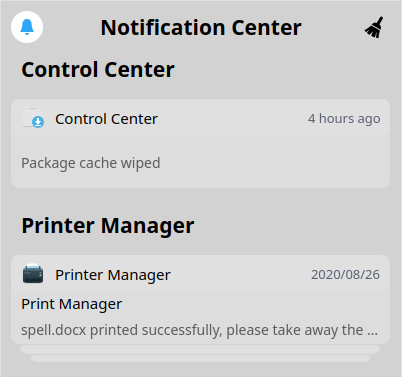 Notification Center
Control Center
Control Center 4 hours ago
Package cache wiped
Printer Manager
Printer Manager 2020/08/26
Print Manager
spell.docx printed successfully, please take away the ...